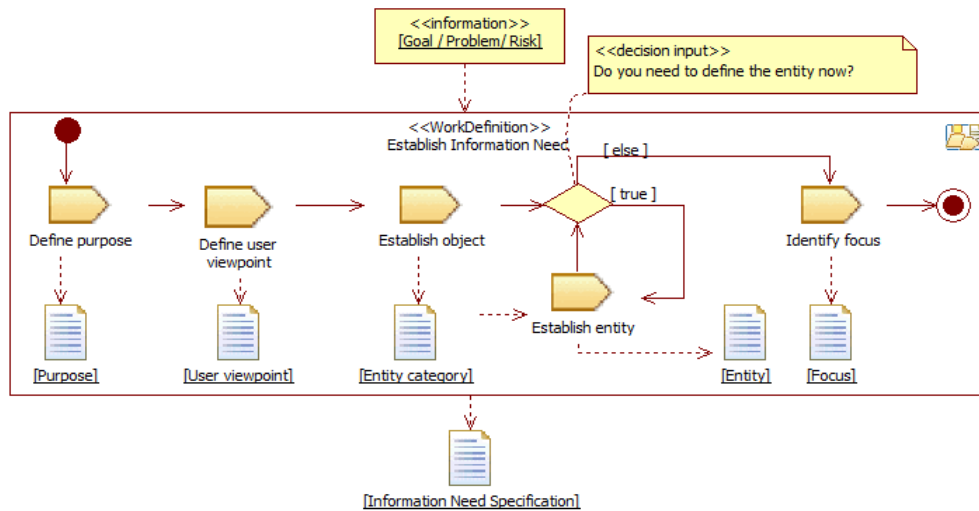 <<information>>
[Goal / Problem/ Risk]
<<decision input>>
Do you need to define the entity now?
<<WorkDefinition>>
Establish Information Need
[ else ]
[ true ]
Define purpose
Define user
viewpoint
Establish object
Identify focus
Establish entity
[Purpose]
[User viewpoint]
[Entity category]
[Entity]
[Focus]
[Information Need Specification]